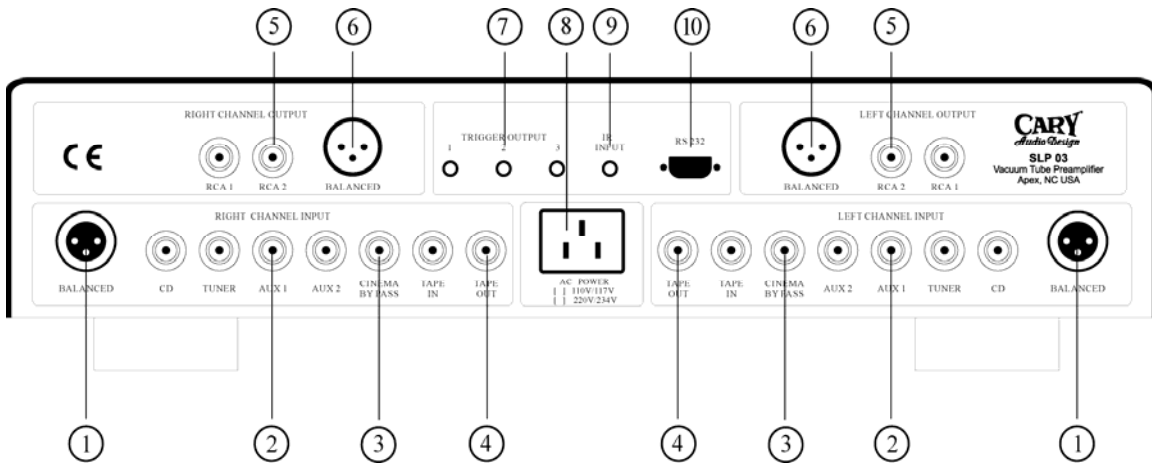 5 6 7 8 9 10 6 5
RIGHT CHANNEL OUTPUT
RCA 1 RCA 2 BALANCED
CE
TRIGGER OUTPUT
1 2 3
IR
INPUT
RS 232
LEFT CHANNEL OUTPUT
BALANCED RCA 2 RCA 1
CARY
Audio Design
SLP 03
Vacuum Tube Preamplifier
Apex, NC USA
RIGHT CHANNEL INPUT
BALANCED CD TUNER AUX 1 AUX 2 CINEMA BY PASS TAPE IN TAPE OUT
AC POWER
[ ] 110V/117V
[ ] 220V/234V
LEFT CHANNEL INPUT
TAPE OUT TAPE IN CINEMA BY PASS AUX 2 AUX 1 TUNER CD BALANCED
1 2 3 4 4 3 2 1